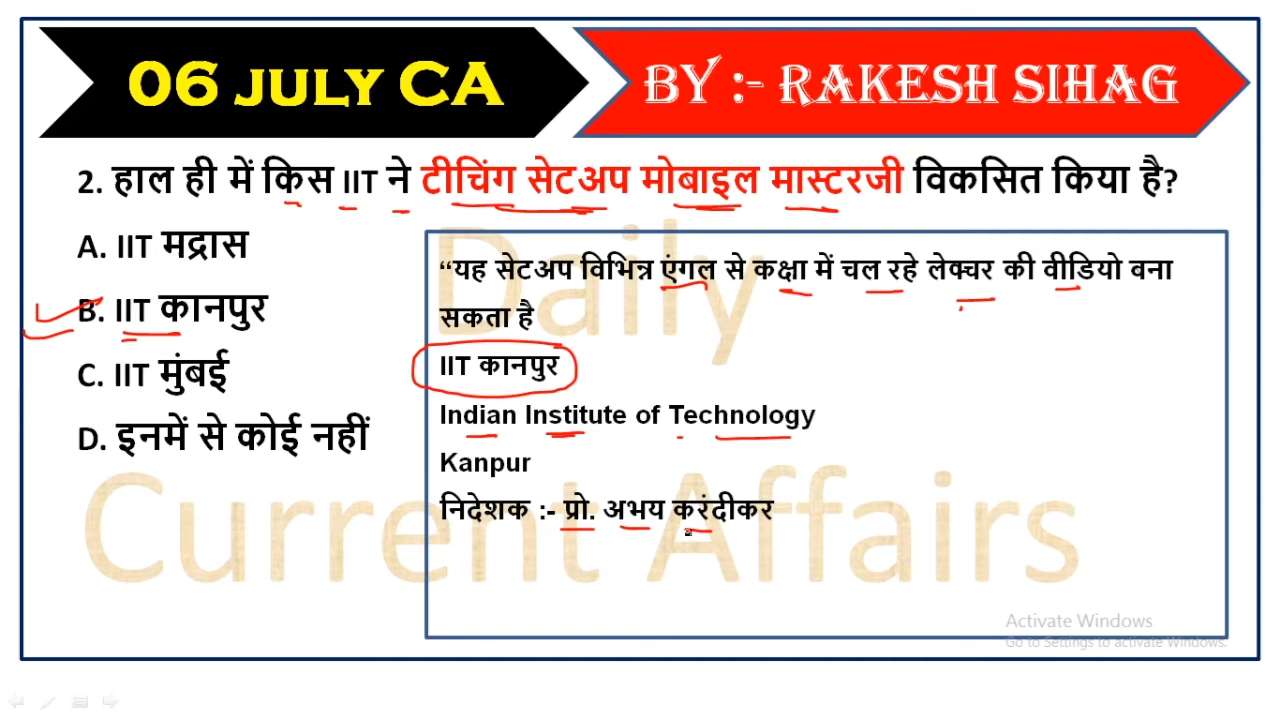 06 JULY CA
BY :- RAKESH SIHAG
2. हाल ही में किस IIT ने टीचिंग सेटअप मोबाइल मास्टरजी विकसित किया है?
A. IIT मद्रास
B. IIT कानपुर
C. IIT मुंबई
D. इनमें से कोई नहीं
“यह सेटअप विभिन्न एंगल से कक्षा में चल रहे लेक्चर की वीडियो वना
सकता है
IIT कानपुर
Indian Institute of Technology
Kanpur
निदेशक :- प्रो. अभय करंदीकर
Daily
Current Affairs
Activate Windows
Go to Settings to activate Windows.